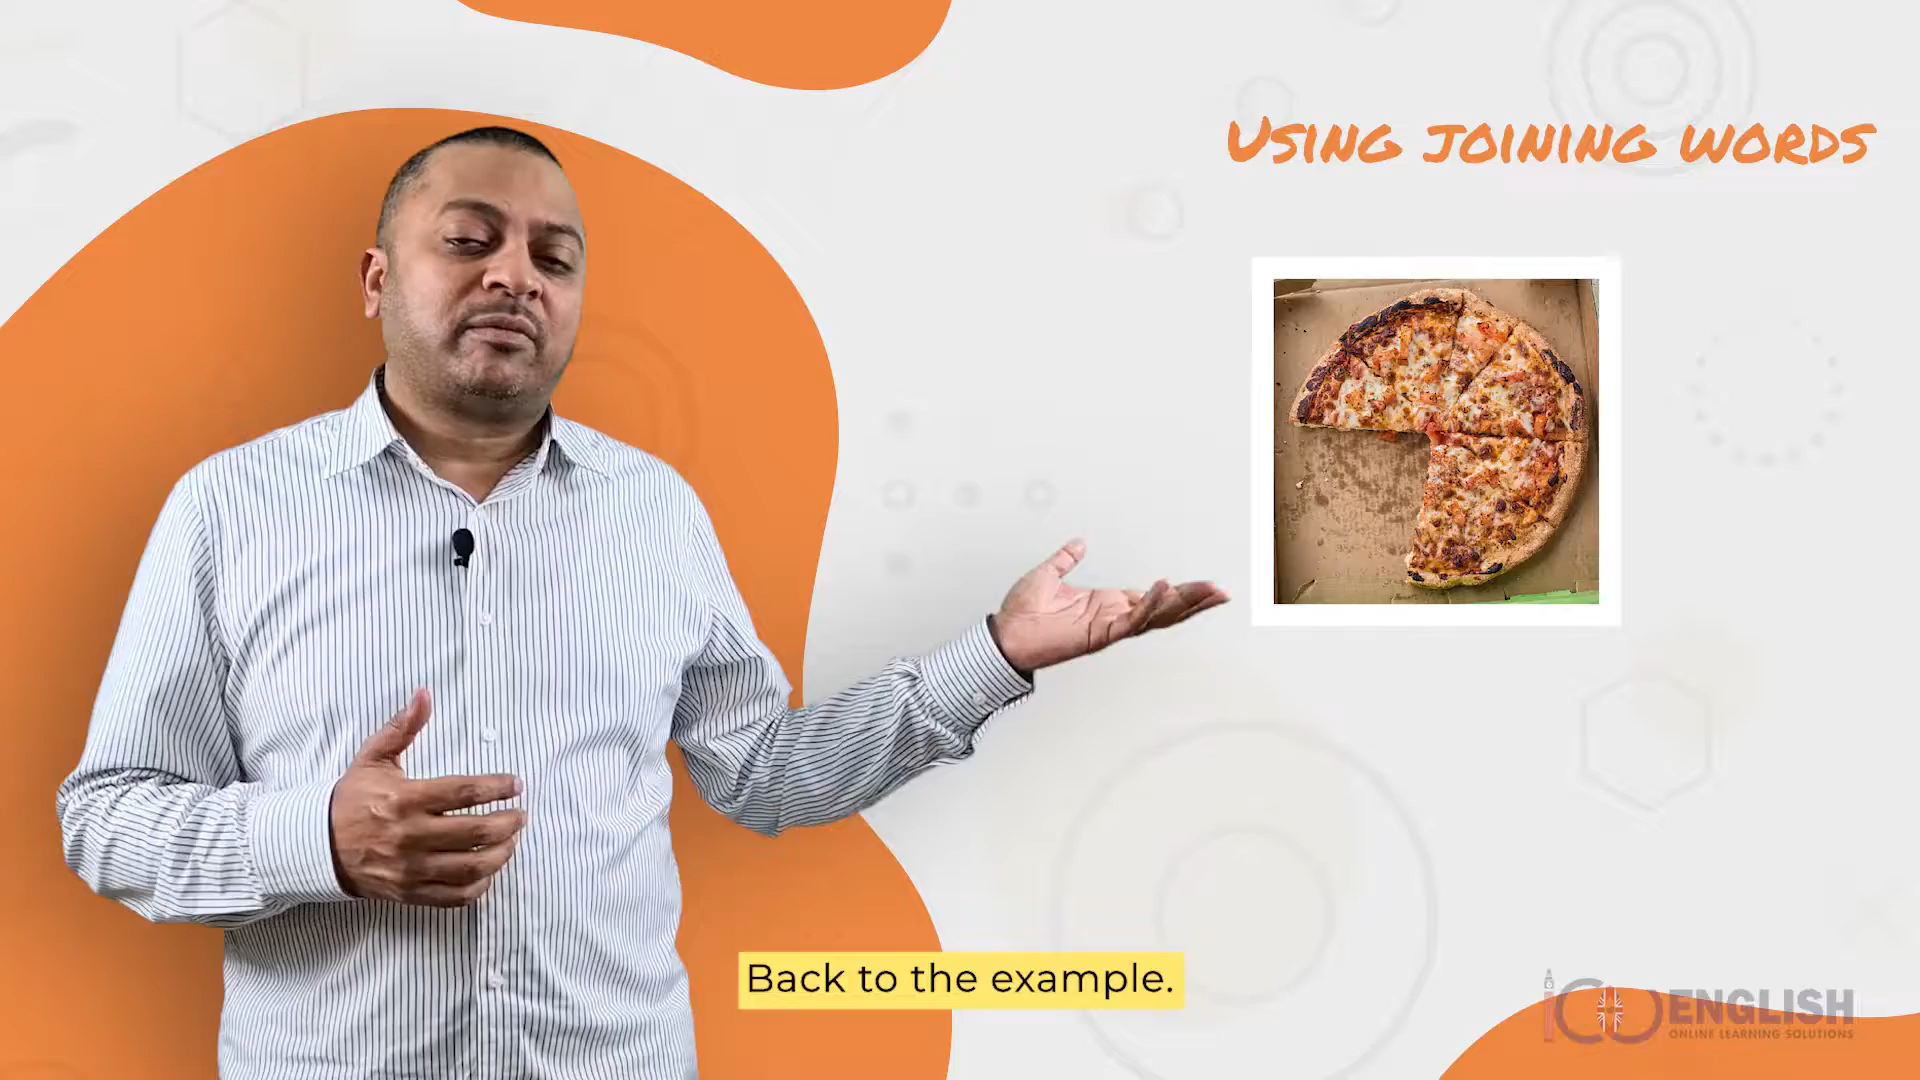 USING JOINING WORDS
Back to the example.
ENGLISH
ONLINE LEARNING SOLUTIONS